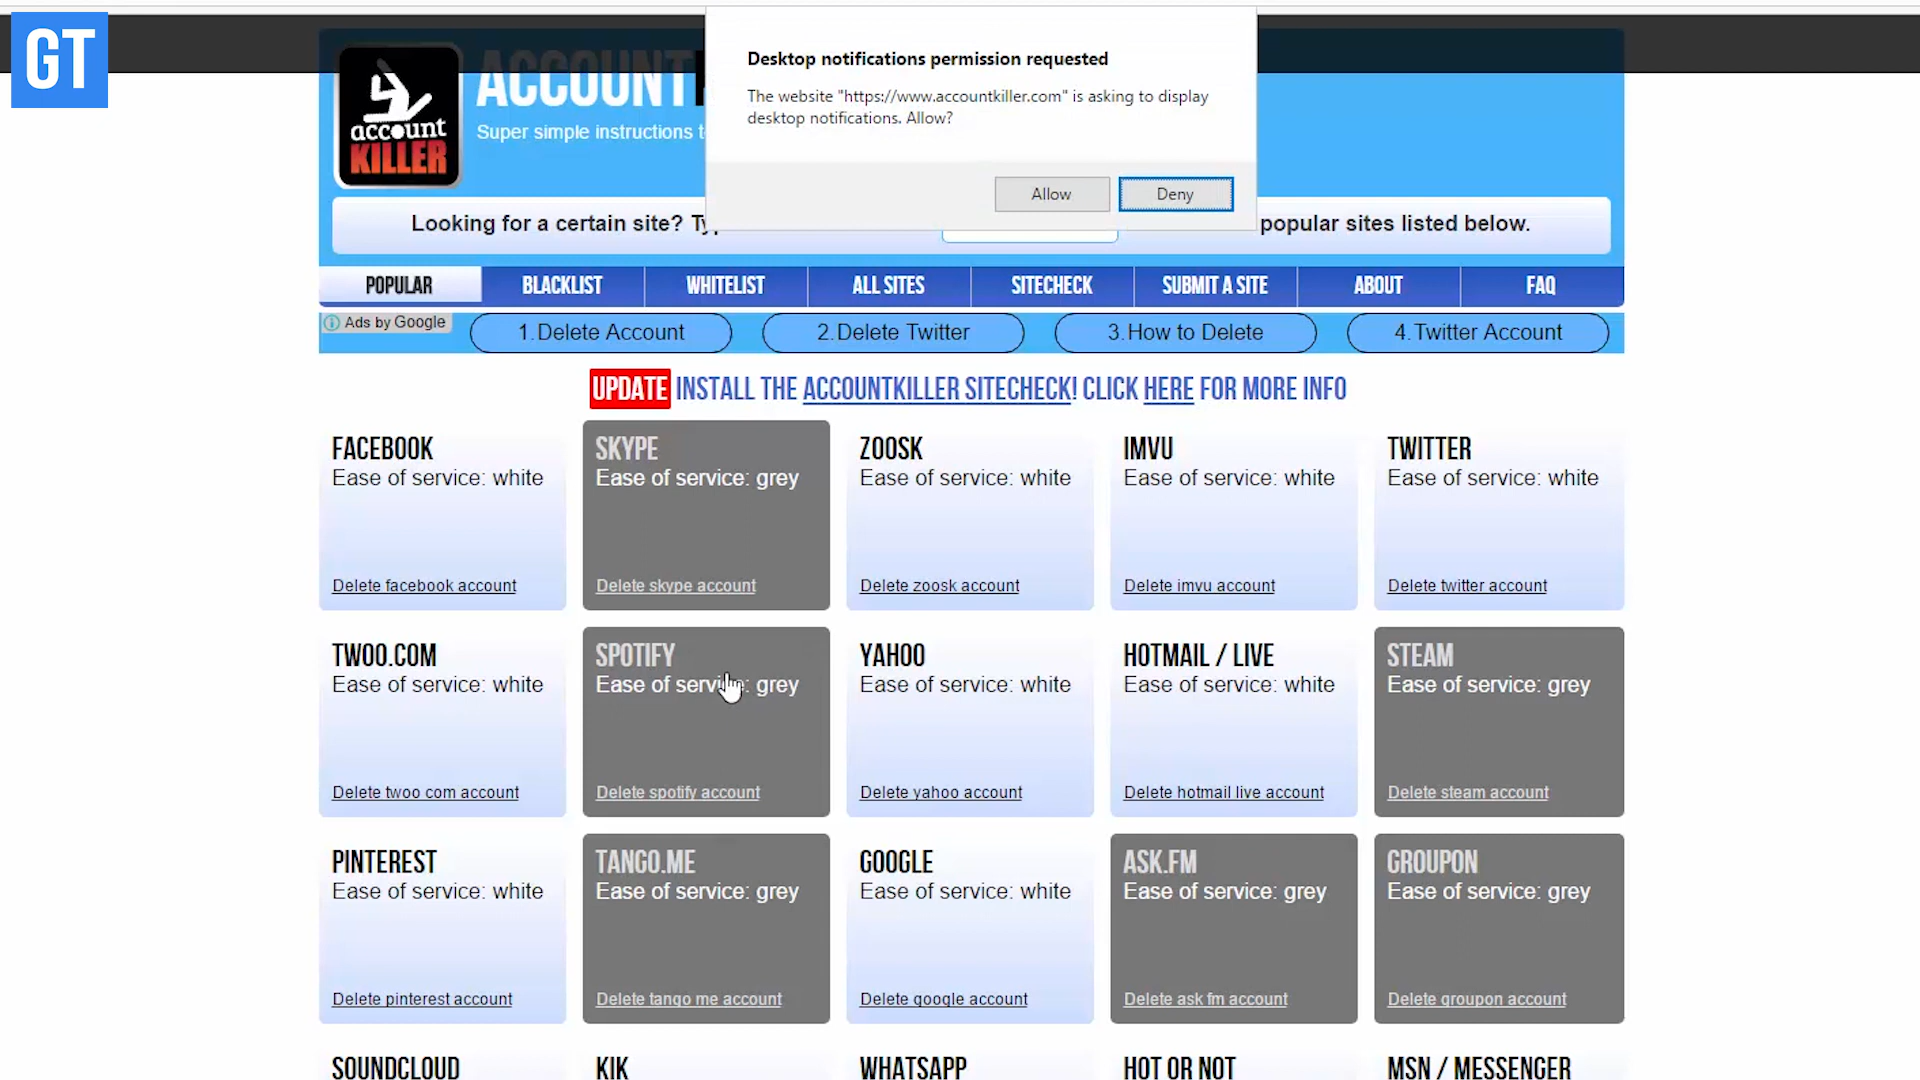 GT
Desktop notifications permission requested
The website "https://www.accountkiller.com" is asking to display
desktop notifications. Allow?
Allow
Deny
account
KILLER
ACCOUNT
Super simple instructions
Looking for a certain site?
popular sites listed below.
POPULAR
BLACKLIST
WHITELIST
ALL SITES
SITECHECK
SUBMIT A SITE
ABOUT
FAQ
Ads by Google
1.Delete Account
2.Delete Twitter
3.How to Delete
4.Twitter Account
UPDATE INSTALL THE ACCOUNTKILLER SITECHECK! CLICK HERE FOR MORE INFO
FACEBOOK
Ease of service: white
Delete facebook account
SKYPE
Ease of service: grey
Delete skype account
ZOOSK
Ease of service: white
Delete zoosk account
IMVU
Ease of service: white
Delete imvu account
TWITTER
Ease of service: white
Delete twitter account
TWOO.COM
Ease of service: white
Delete twoo com account
SPOTIFY
Ease of service: grey
Delete spotify account
YAHOO
Ease of service: white
Delete yahoo account
HOTMAIL / LIVE
Ease of service: white
Delete hotmail live account
STEAM
Ease of service: grey
Delete steam account
PINTEREST
Ease of service: white
Delete pinterest account
TANGO.ME
Ease of service: grey
Delete tango me account
GOOGLE
Ease of service: white
Delete google account
ASK.FM
Ease of service: grey
Delete ask fm account
GROUPON
Ease of service: grey
Delete groupon account
SOUNDCLOUD
KIK
WHATSAPP
HOT OR NOT
MSN / MESSENGER